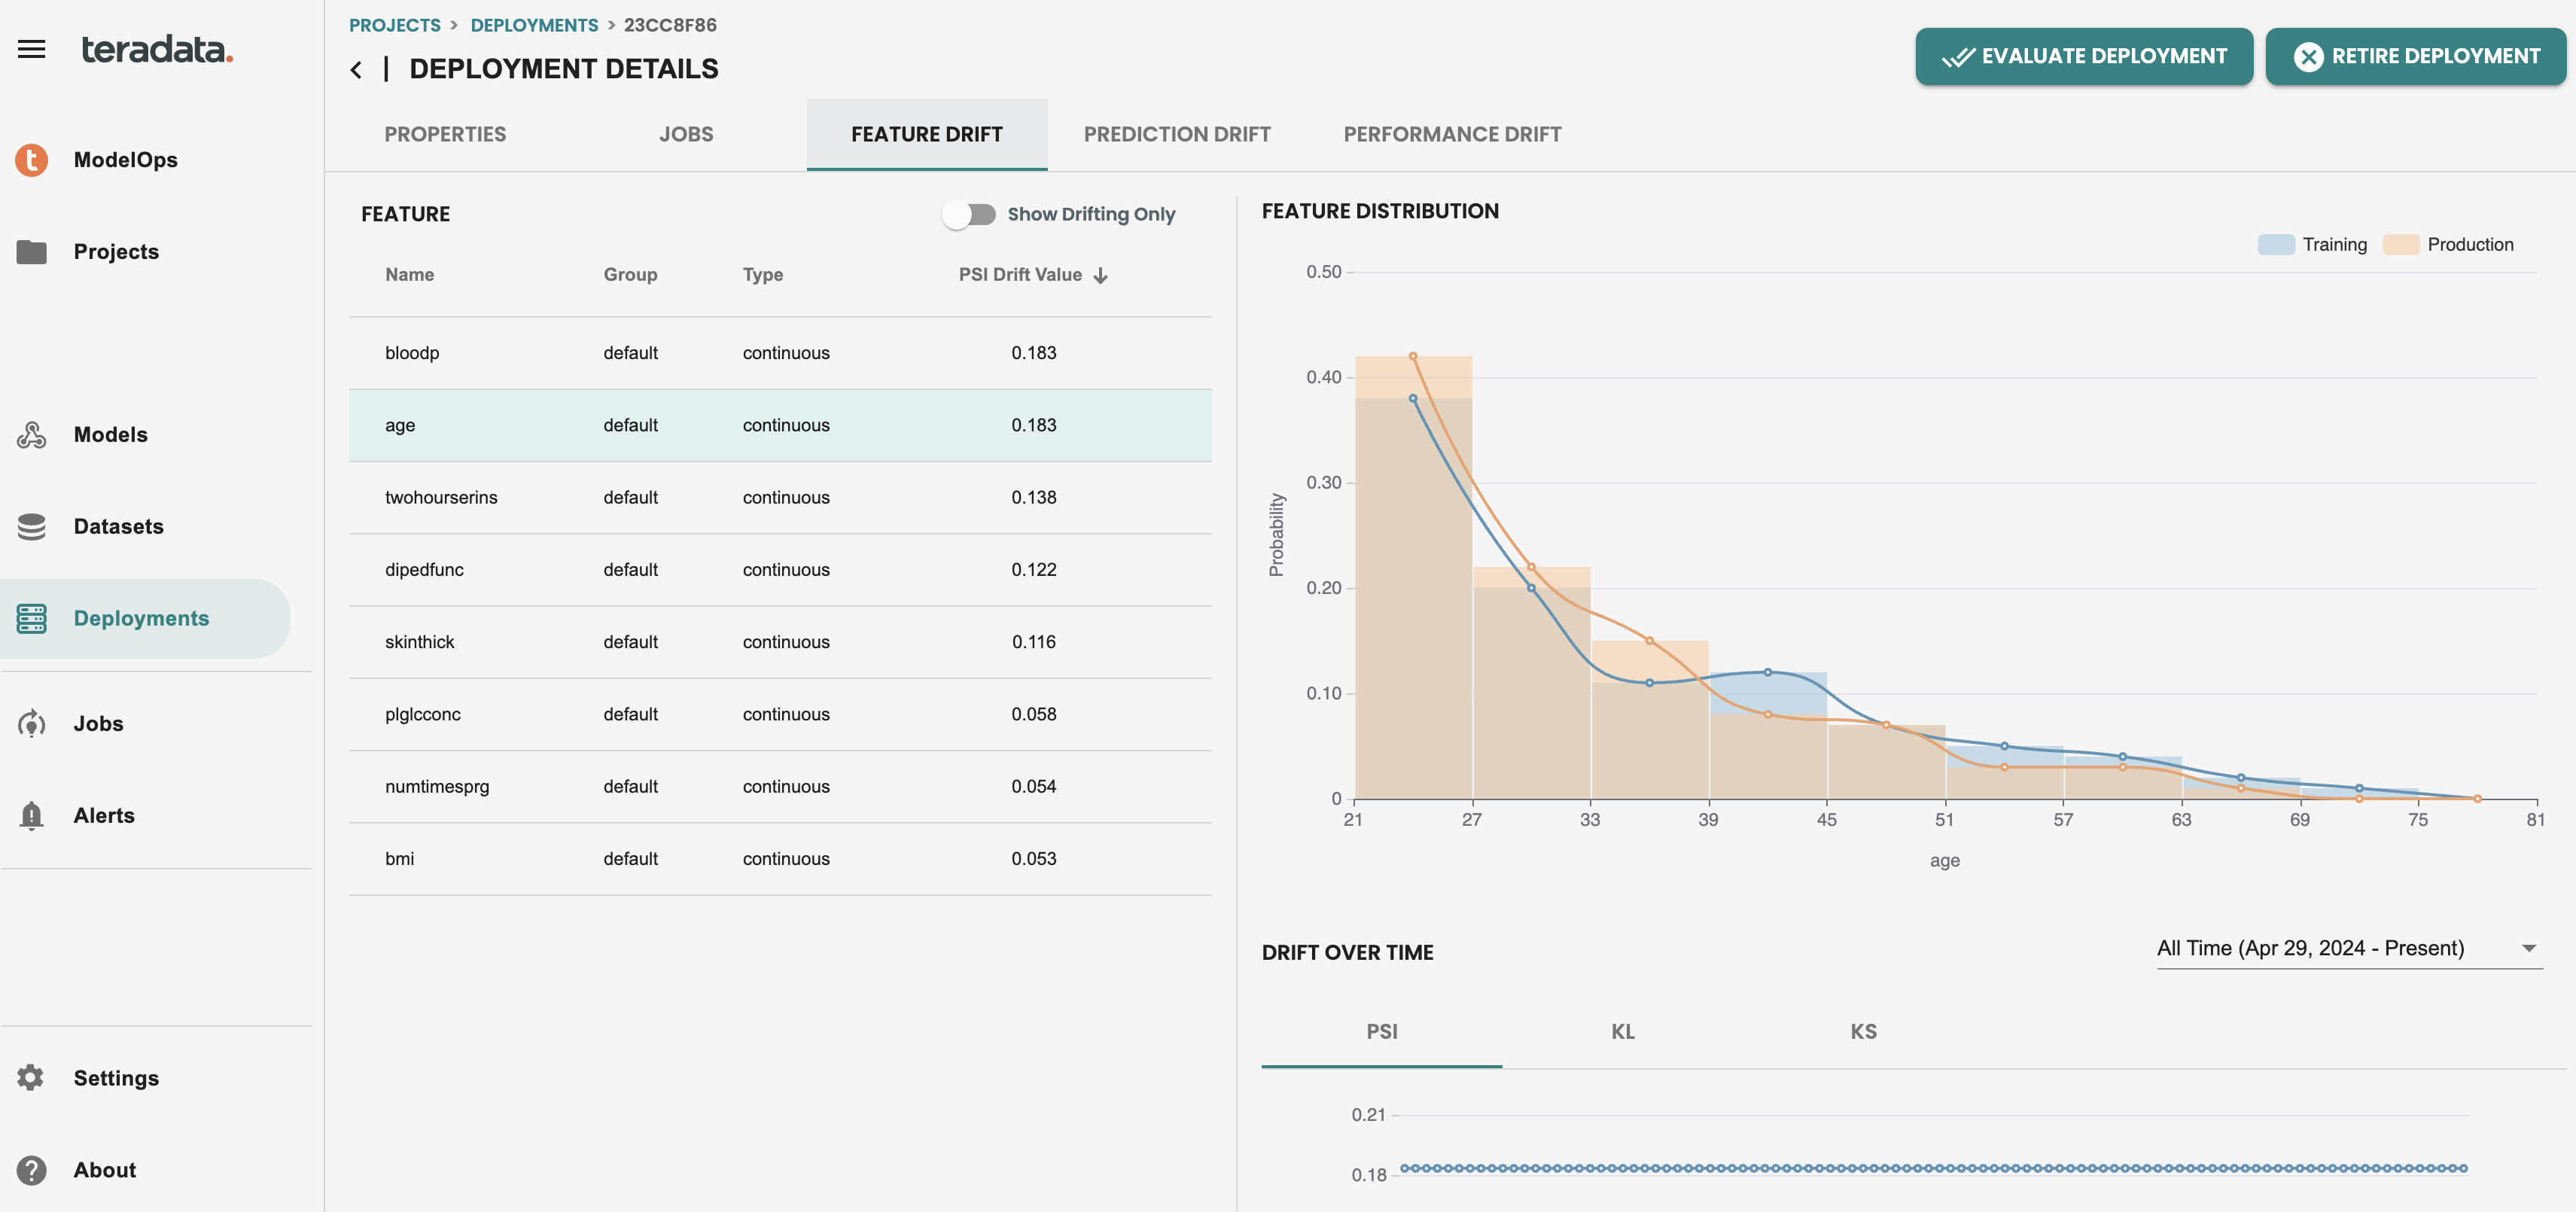 teradata.
ModelOps
Projects
Models
Datasets
Deployments
Jobs
Alerts
Settings
About
PROJECTS > DEPLOYMENTS > 23CC8F86
DEPLOYMENT DETAILS
EVALUATE DEPLOYMENT
RETIRE DEPLOYMENT
PROPERTIES JOBS FEATURE DRIFT PREDICTION DRIFT PERFORMANCE DRIFT
FEATURE
Show Drifting Only
Name Group Type PSI Drift Value
bloodp default continuous 0.183
age default continuous 0.183
twohourserins default continuous 0.138
dipedfunc default continuous 0.122
skinthick default continuous 0.116
plglcconc default continuous 0.058
numtimesprg default continuous 0.054
bmi default continuous 0.053
FEATURE DISTRIBUTION
Training Production
0.50
0.40
0.30
0.20
0.10
0
Probability
21 27 33 39 45 51 57 63 69 75 81
age
DRIFT OVER TIME
All Time (Apr 29, 2024 - Present)
PSI KL KS
0.21
0.18